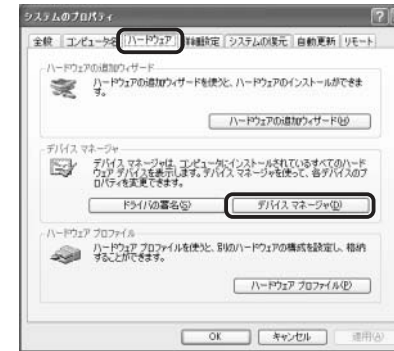 システムのプロパティ
全般 コンピュータ名 ハードウェア 詳細設定 システムの復元 自動更新 リモート
ハードウェアの追加ウィザード
ハードウェアの追加ウィザードを使うと、ハードウェアのインストールができま
す。
ハードウェアの追加ウィザード(H)
デバイス マネージャ
デバイス マネージャは、コンピュータにインストールされているすべてのハード
ウェア デバイスを表示します。デバイス マネージャを使って、各デバイスのプ
ロパティを変更できます。
ドライバの署名(S) デバイス マネージャ(D)
ハードウェア プロファイル
ハードウェア プロファイルを使うと、別のハードウェアの構成を設定し、格納
することができます。
ハードウェア プロファイル(P)
OK キャンセル 適用(A)